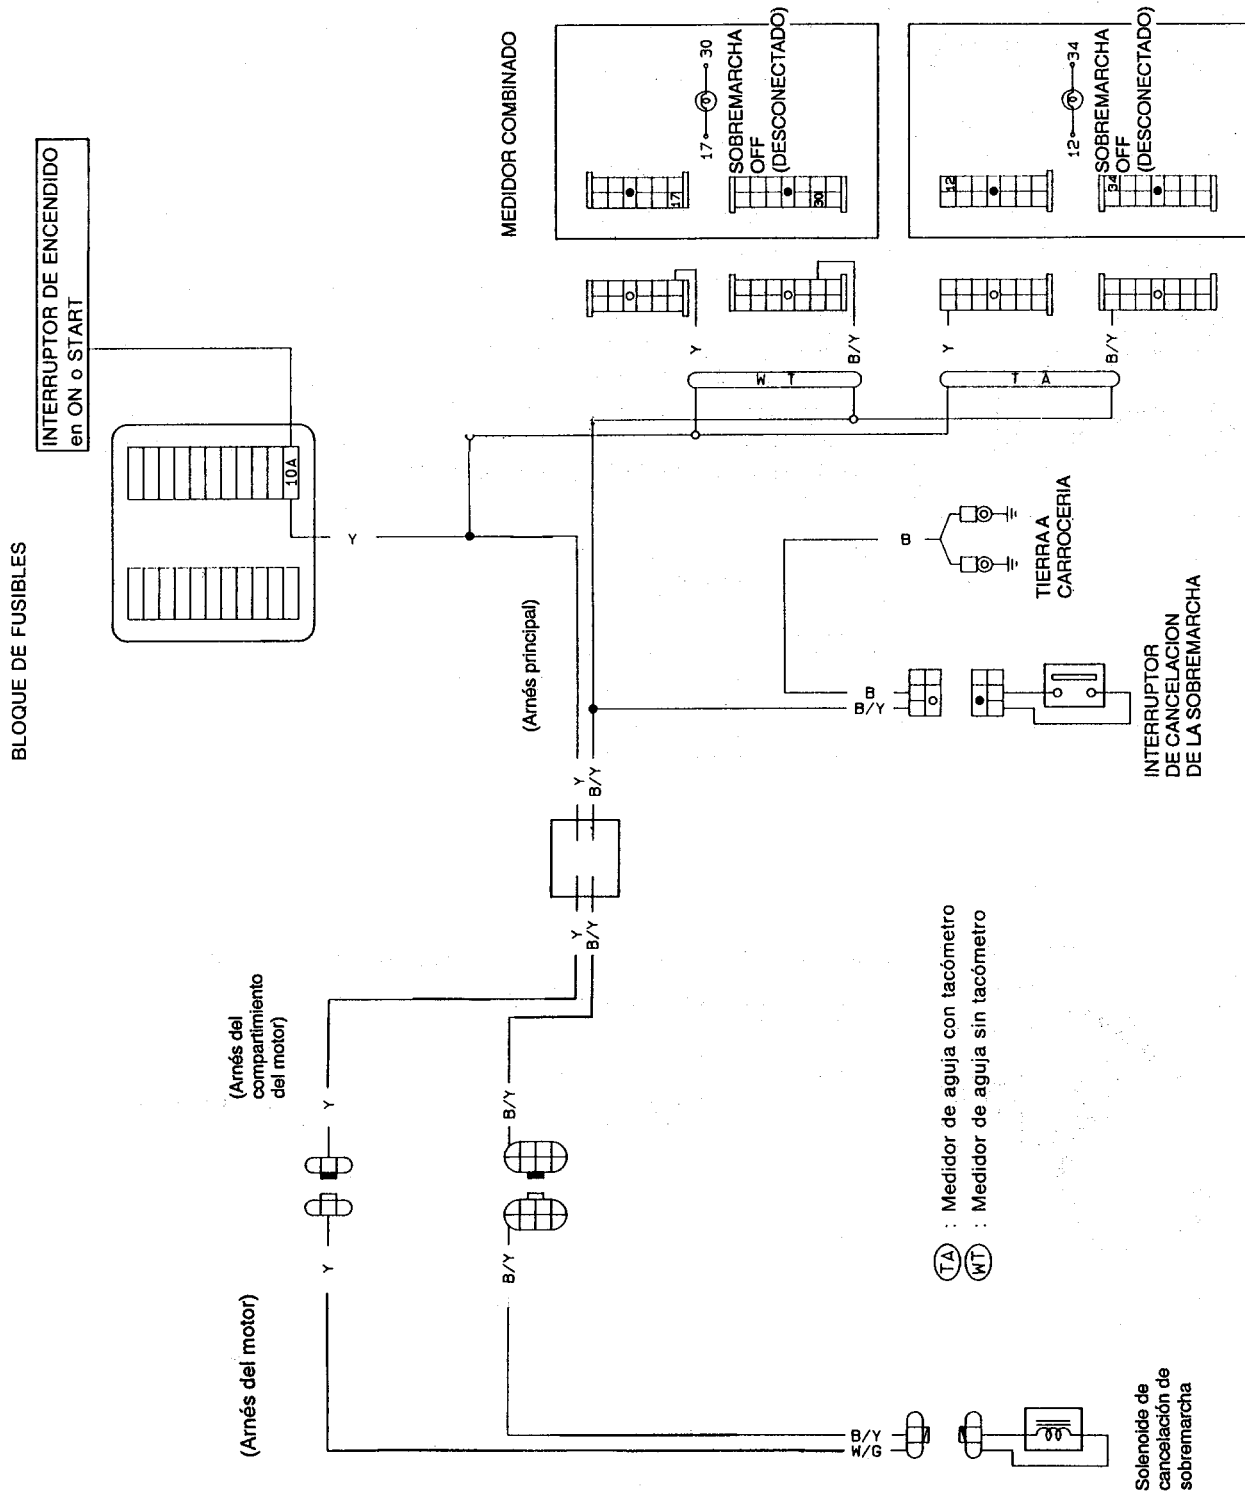 BLOQUE DE FUSIBLES
INTERRUPTOR DE ENCENDIDO
en ON o START
10A
Y
MEDIDOR COMBINADO
17
30
SOBREMARCHA
OFF
(DESCONECTADO)
17
30
12
34
SOBREMARCHA
OFF
(DESCONECTADO)
12
34
Y
B/Y
Y
B/Y
W T
T A
B
TIERRA A
CARROCERIA
(Arnés principal)
B
B/Y
INTERRUPTOR
DE CANCELACION
DE LA SOBREMARCHA
Y
B/Y
Y
B/Y
(Arnés del
compartimiento
del motor)
Y
B/Y
Y
B/Y
(Arnés del motor)
TA : Medidor de aguja con tacómetro
WT : Medidor de aguja sin tacómetro
B/Y
W/G
Solenoide de
cancelación de
sobremarcha